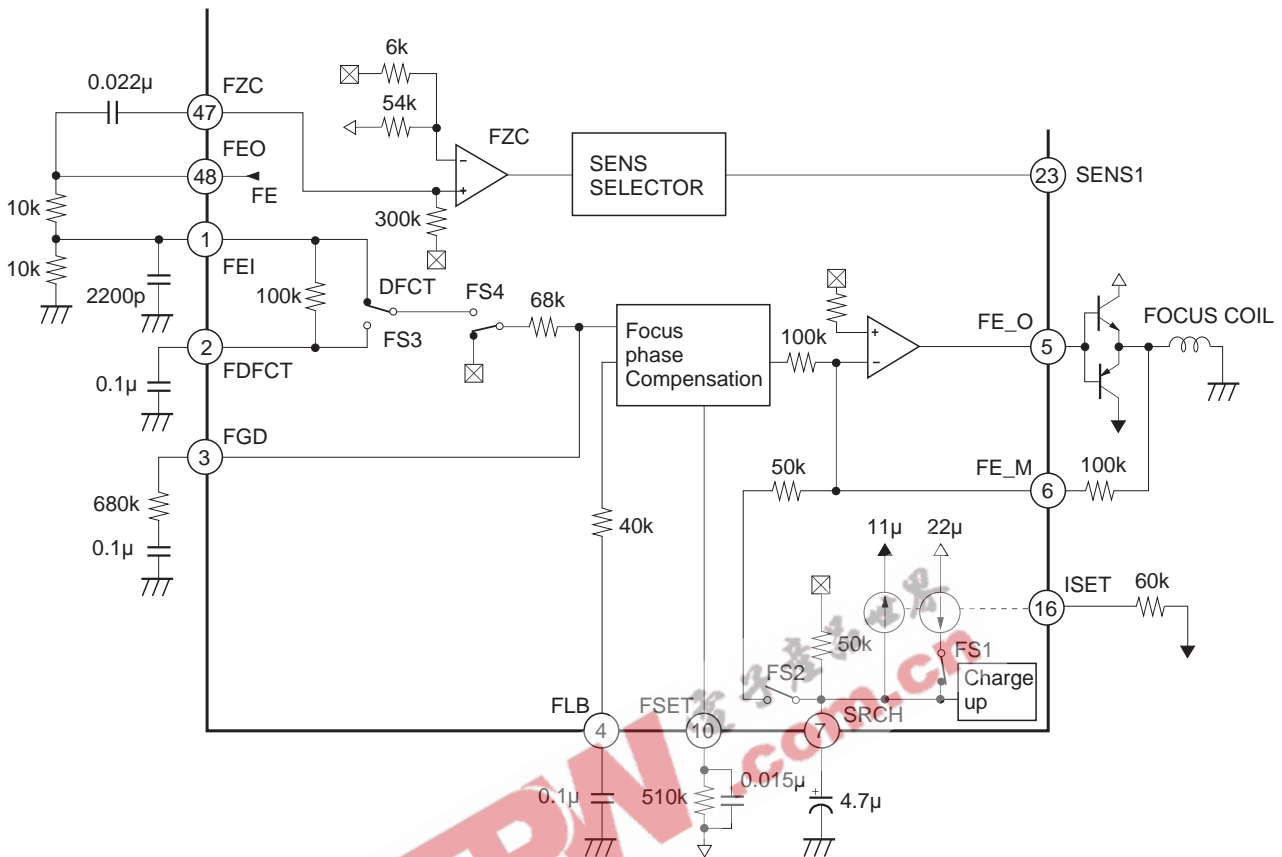 6k
0.022µ
FZC
54k
47
FZC
FEO
SENS
SELECTOR
48
23
SENS1
FE
10k
300k
1
FEI
10k
2200p
100k
DFCT
FS4
68k
FS3
Focus
phase
Compensation
100k
FE_O
FOCUS COIL
5
2
FDFCT
0.1µ
FGD
3
50k
FE_M
100k
6
680k
40k
11µ
22µ
0.1µ
ISET
60k
16
50k
FS1
FS2
Charge
up
FLB
FSET
SRCH
4
10
7
.com.cn
0.1µ
510k
0.015µ
+
4.7µ